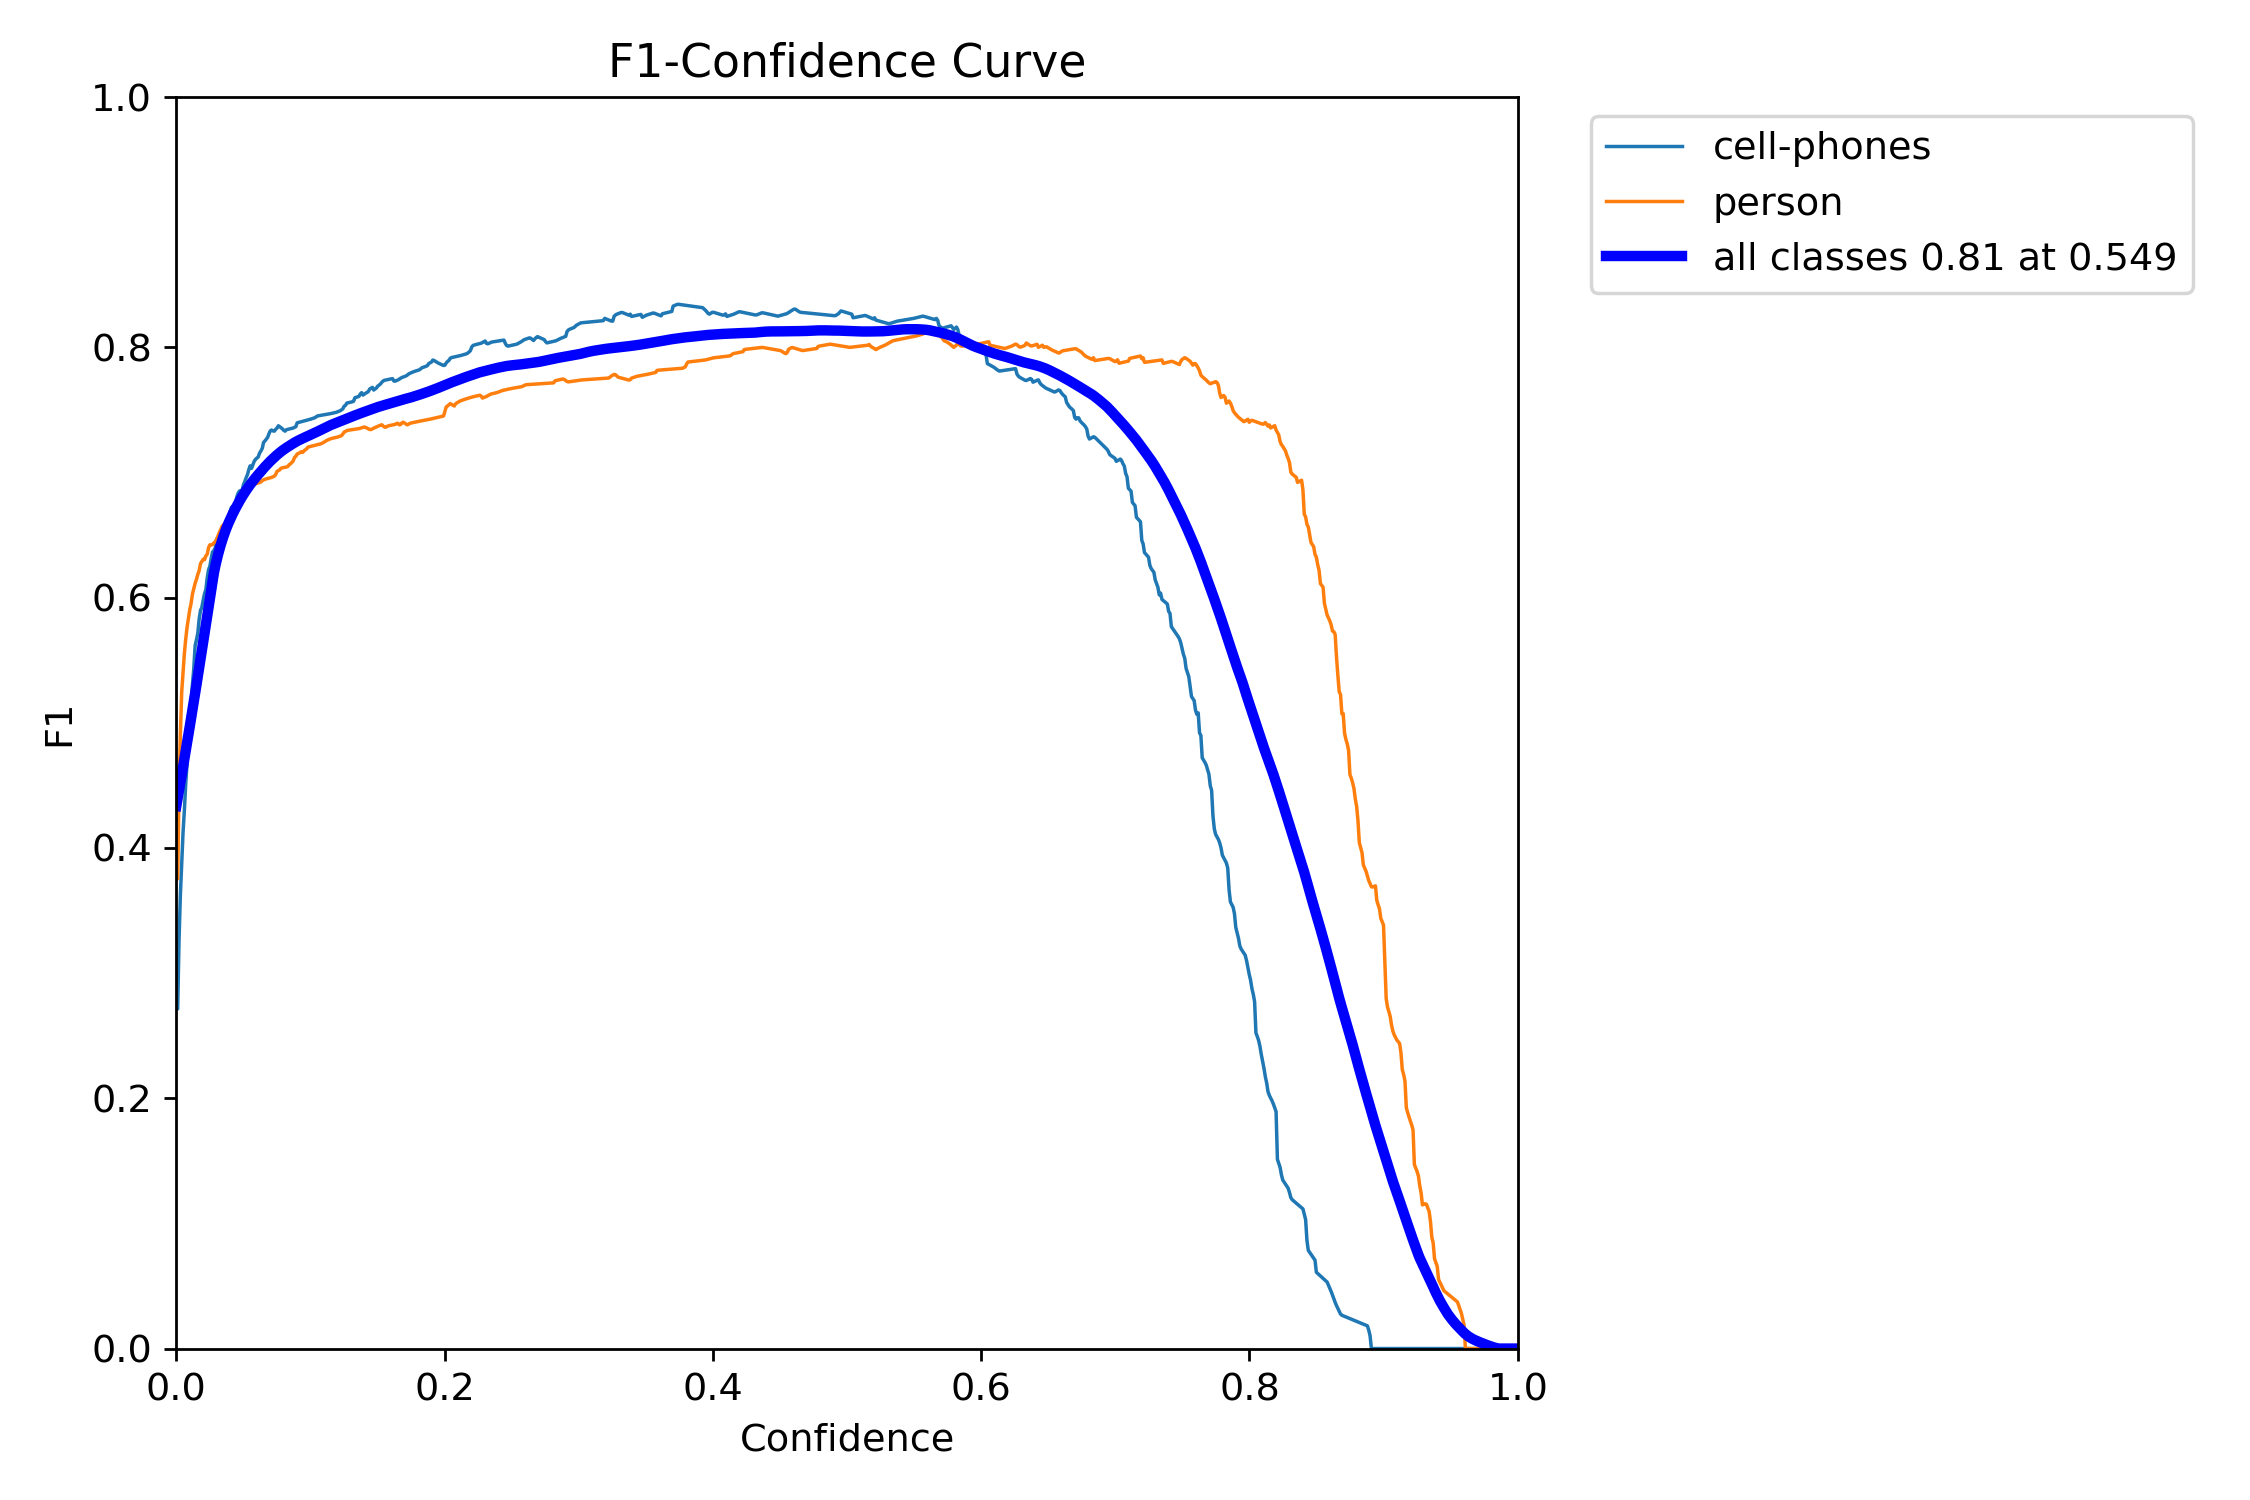 F1-Confidence Curve
1.0
0.8
0.6
0.4
0.2
0.0
F1
0.0 0.2 0.4 0.6 0.8 1.0
Confidence
cell-phones
person
all classes 0.81 at 0.549